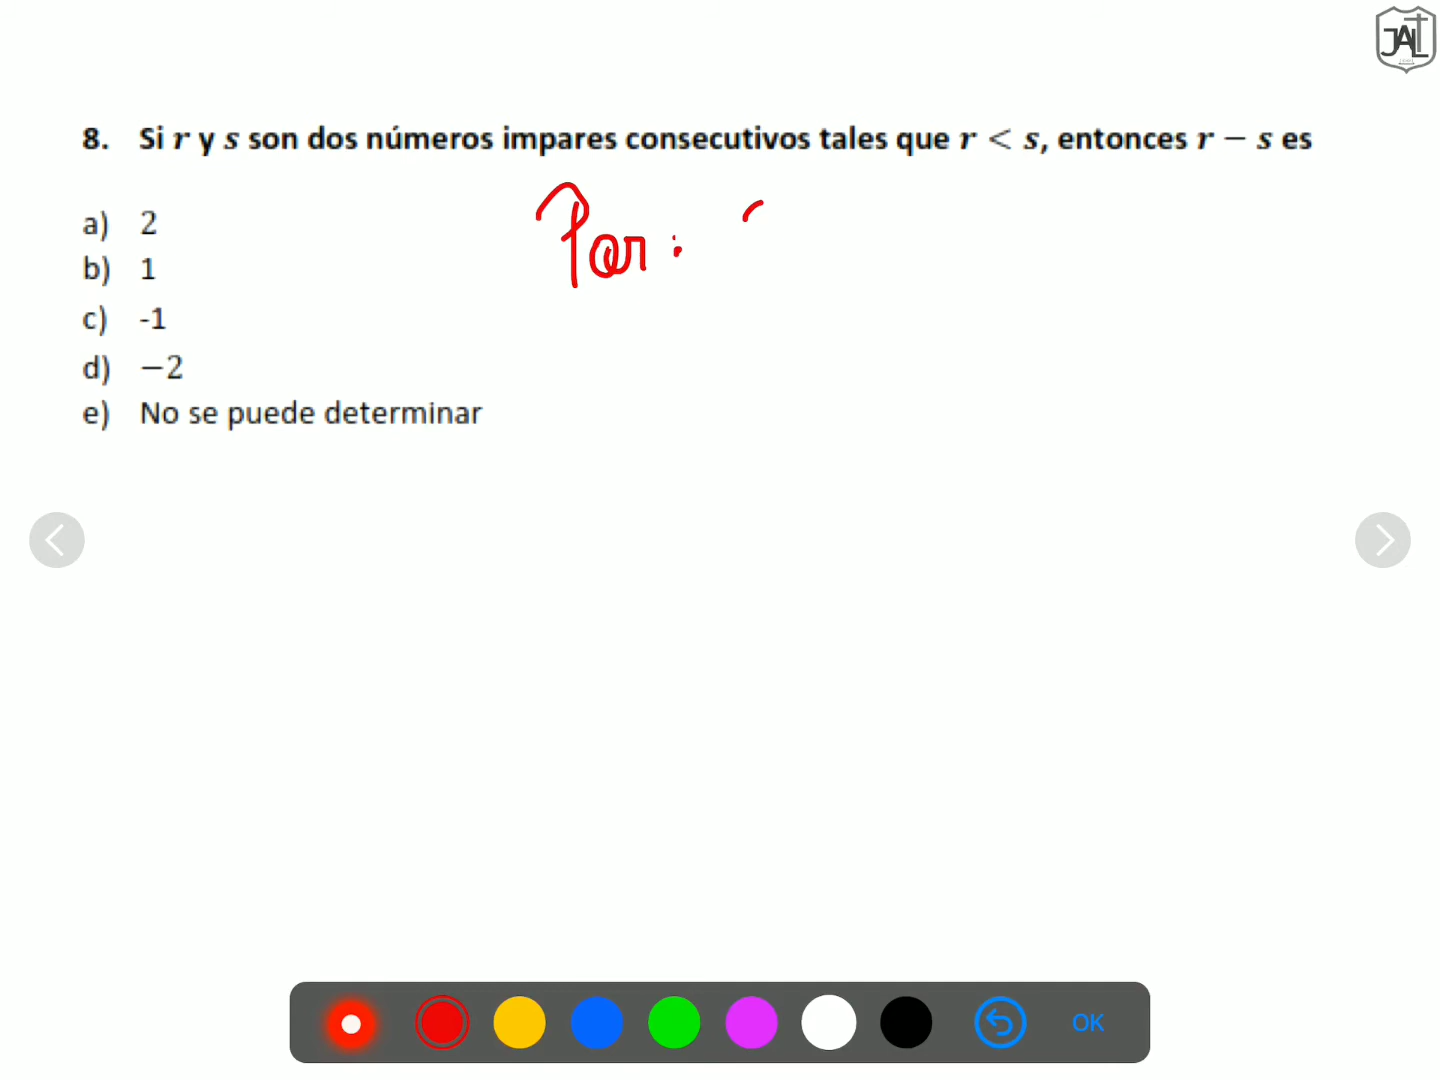 JALT
8. Si r y s son dos números impares consecutivos tales que r < s, entonces r − s es
Par:
a) 2
b) 1
c) -1
d) −2
e) No se puede determinar
OK